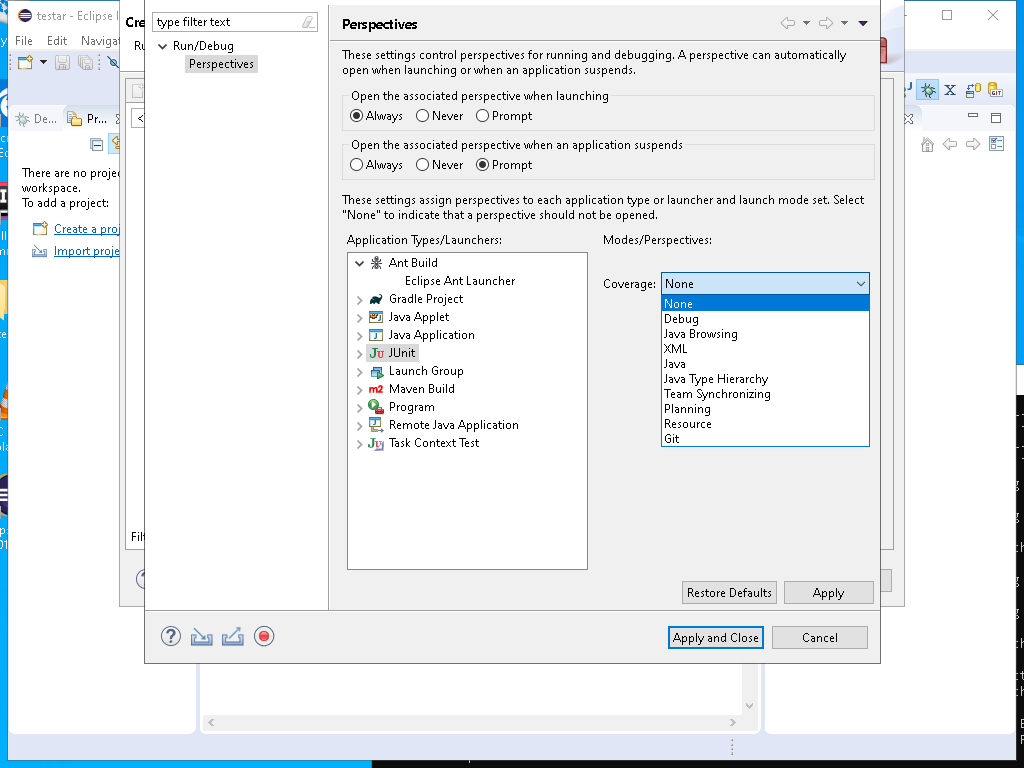 testar - Eclipse I
File Edit Navigat
Cre
Ru
De...
Pr...
There are no proje
workspace.
To add a project:
Create a proj
Import proje
Filt
type filter text
Run/Debug
Perspectives
Perspectives
These settings control perspectives for running and debugging. A perspective can automatically
open when launching or when an application suspends.
Open the associated perspective when launching
Always Never Prompt
Open the associated perspective when an application suspends
Always Never Prompt
These settings assign perspectives to each application type or launcher and launch mode set. Select
"None" to indicate that a perspective should not be opened.
Application Types/Launchers:
Modes/Perspectives:
Ant Build
Eclipse Ant Launcher
Gradle Project
Java Applet
Java Application
JUnit
Launch Group
Maven Build
Program
Remote Java Application
Task Context Test
Coverage: None
None
Debug
Java Browsing
XML
Java
Java Type Hierarchy
Team Synchronizing
Planning
Resource
Git
Restore Defaults Apply
Apply and Close Cancel